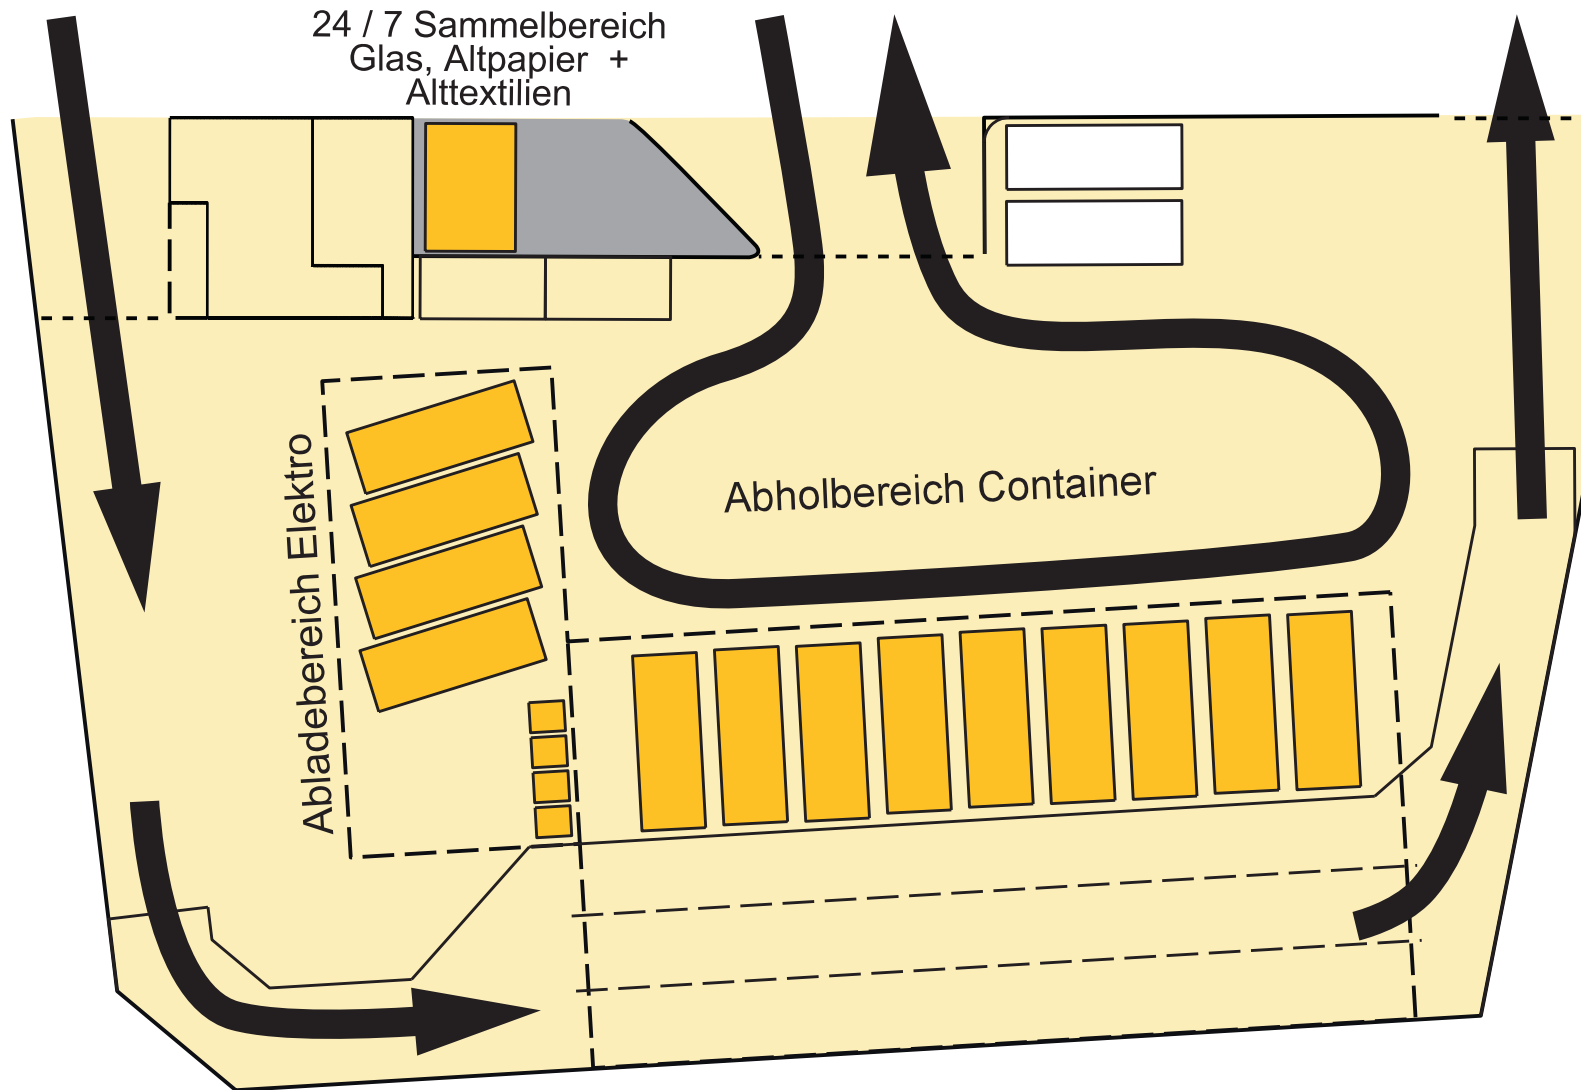 24 / 7 Sammelbereich
Glas, Altpapier +
Alttextilien
Abladebereich Elektro
Abholbereich Container